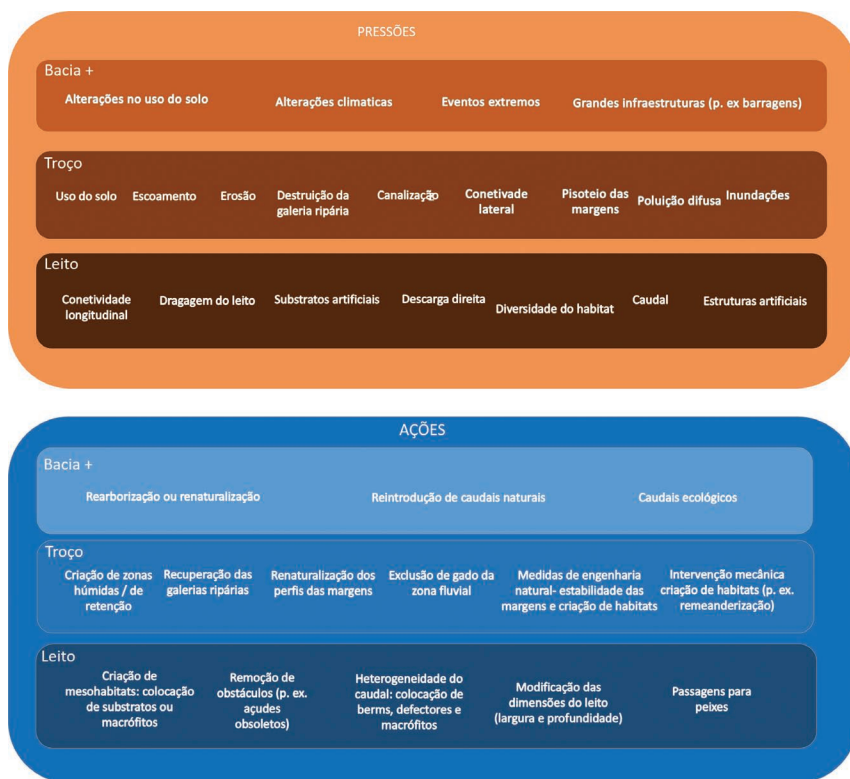 PRESSÕES
Bacia +
Alterações no uso do solo
Alterações climaticas
Eventos extremos
Grandes infraestruturas (p. ex barragens)
Troço
Uso do solo
Escoamento
Erosão
Destruição da
galeria ripária
Canalização
Conetivade
lateral
Pisoteio das
margens
Poluição difusa
Inundações
Leito
Conetividade
longitudinal
Dragagem do leito
Substratos artificiais
Descarga direita
Diversidade do habitat
Caudal
Estruturas artificiais
AÇÕES
Bacia +
Rearborização ou renaturalização
Reintrodução de caudais naturais
Caudais ecológicos
Troço
Criação de zonas
húmidas / de
retenção
Recuperação das
galerias ripárias
Renaturalização dos
perfis das margens
Exclusão de gado da
zona fluvial
Medidas de engenharia
natural- estabilidade das
margens e criação de habitats
Intervenção mecânica
criação de habitats (p. ex.
remeanderização)
Leito
Criação de
mesohabitats: colocação
de substratos ou
macrófitos
Remoção de
obstáculos (p. ex.
açudes
obsoletos)
Heterogeneidade do
caudal: colocação de
berms, defectores e
macrófitos
Modificação das
dimensões do leito
(largura e profundidade)
Passagens para
peixes